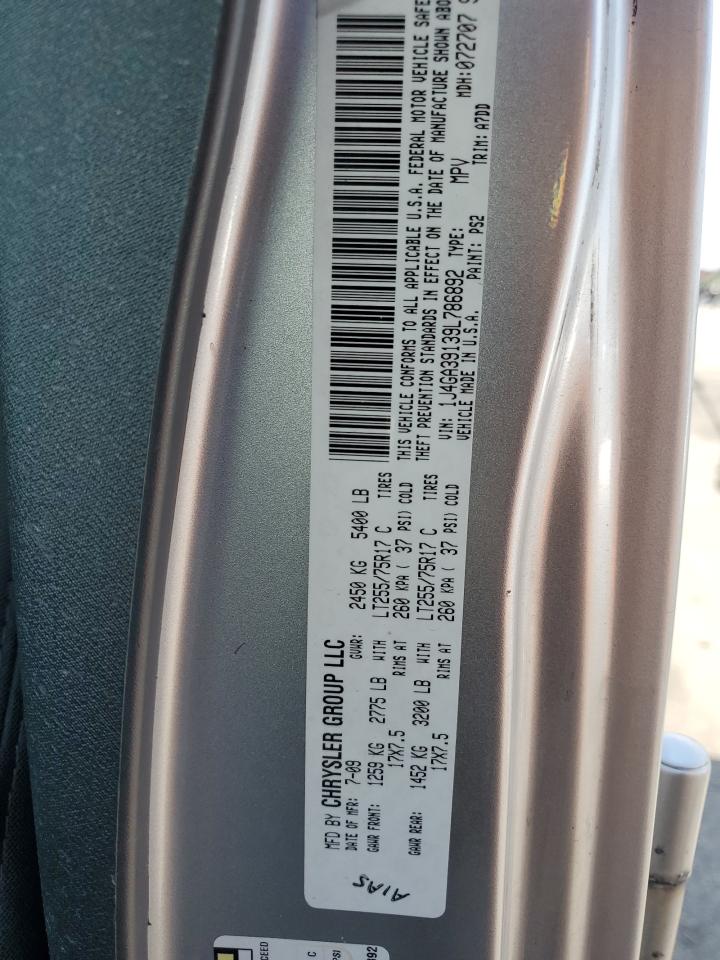 MFD BY CHRYSLER GROUP LLC
DATE OF MFR: 7-09 GVWR: 2450 KG 5400 LB
GAWR FRONT: 1259 KG 2775 LB WITH LT255/75R17 C TIRES
17X7.5 RIMS AT 260 KPA ( 37 PSI) COLD
GAWR REAR: 1452 KG 3200 LB WITH LT255/75R17 C TIRES
17X7.5 RIMS AT 260 KPA ( 37 PSI) COLD
THIS VEHICLE CONFORMS TO ALL APPLICABLE U.S.A. FEDERAL MOTOR VEHICLE SAFE
THEFT PREVENTION STANDARDS IN EFFECT ON THE DATE OF MANUFACTURE SHOWN ABO
VIN: 1J4GA39139L786892 TYPE: MPV MDH:072707
VEHICLE MADE IN U.S.A. PAINT: PS2 TRIM: A7DD
A1A5
CEED
C
PSI
892